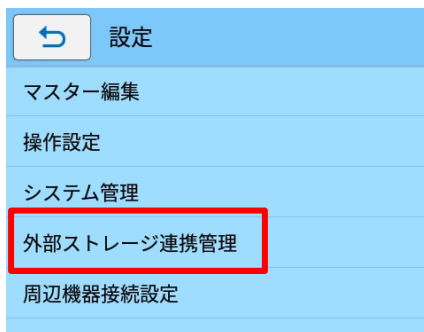 設定
マスター編集
操作設定
システム管理
外部ストレージ連携管理
周辺機器接続設定